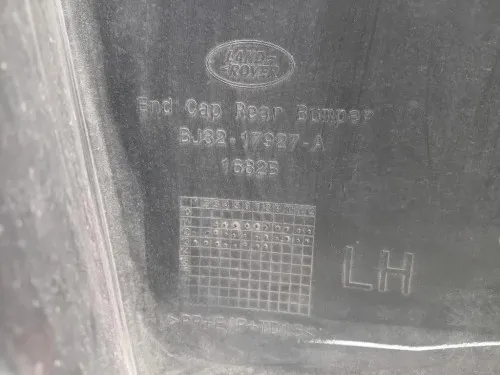 LAND
ROVER
End Cap Rear Bumper
BJ32-17927-A
16825
LH